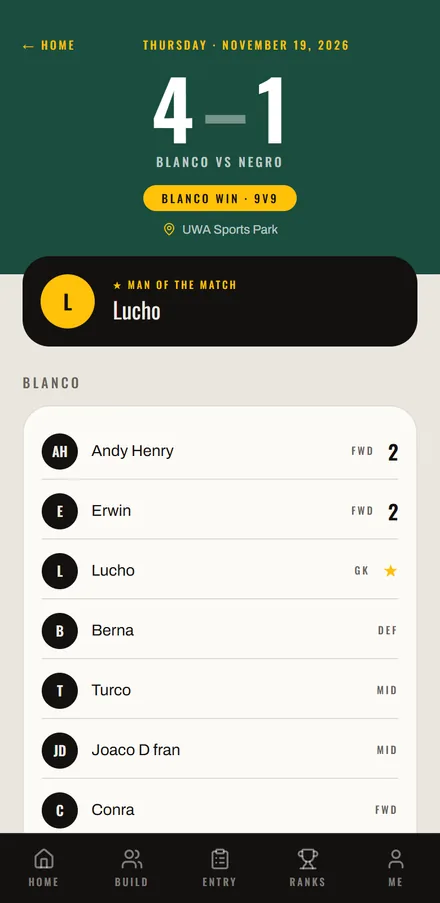 ← HOME
THURSDAY · NOVEMBER 19, 2026
4–1
BLANCO VS NEGRO
BLANCO WIN · 9V9
UWA Sports Park
L
★ MAN OF THE MATCH
Lucho
BLANCO
AH Andy Henry FWD 2
E Erwin FWD 2
L Lucho GK ★
B Berna DEF
T Turco MID
JD Joaco D fran MID
C Conra FWD
HOME BUILD ENTRY RANKS ME